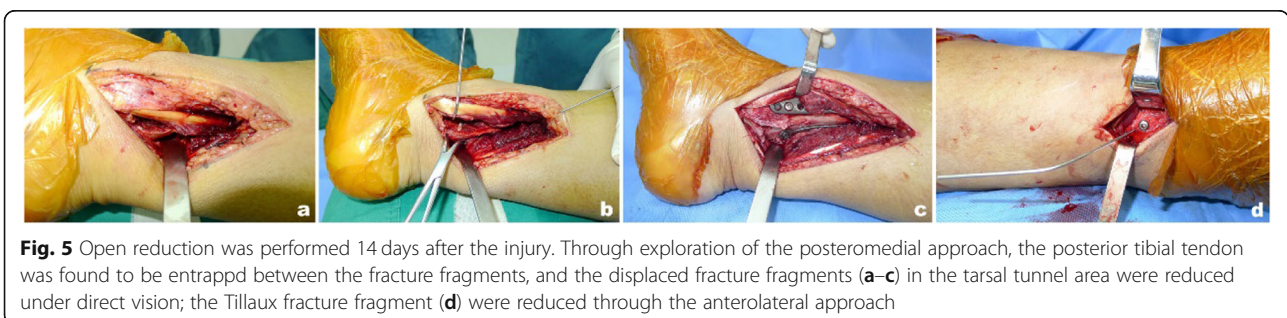 a
b
c
d
Fig. 5 Open reduction was performed 14 days after the injury. Through exploration of the posteromedial approach, the posterior tibial tendon
was found to be entrappd between the fracture fragments, and the displaced fracture fragments (a–c) in the tarsal tunnel area were reduced
under direct vision; the Tillaux fracture fragment (d) were reduced through the anterolateral approach